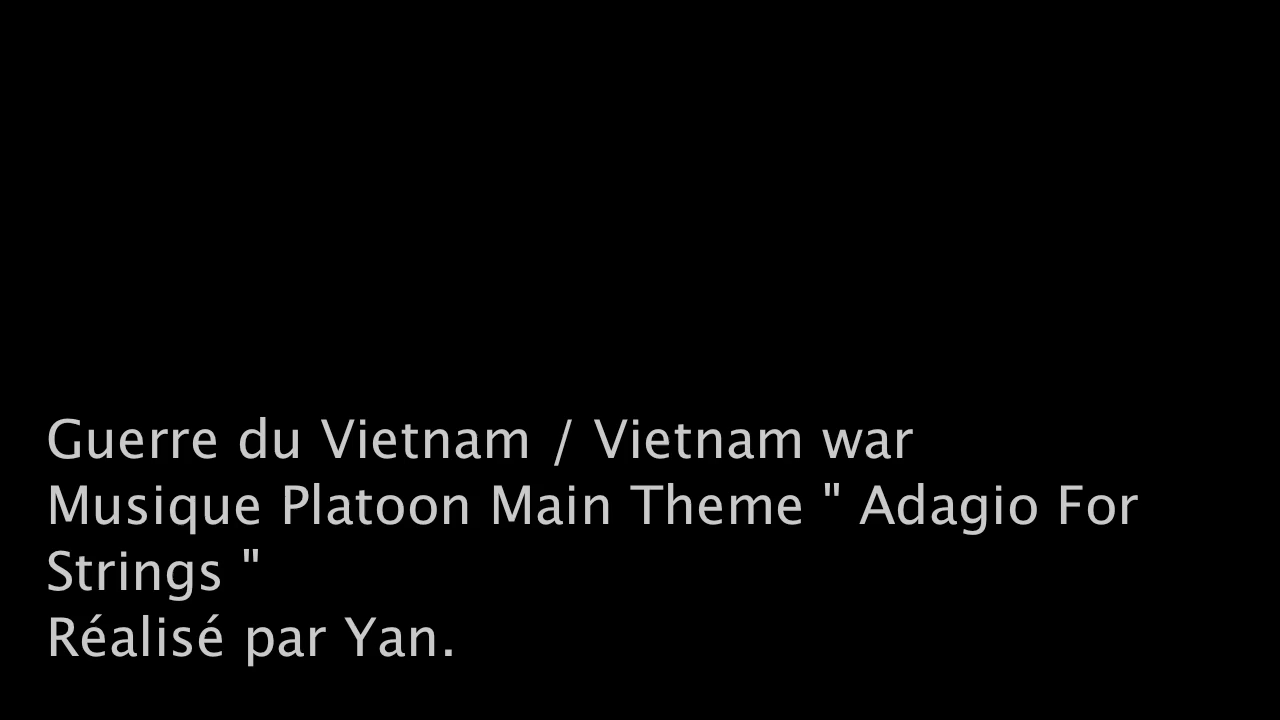 Guerre du Vietnam / Vietnam war
Musique Platoon Main Theme " Adagio For
Strings "
Réalisé par Yan.